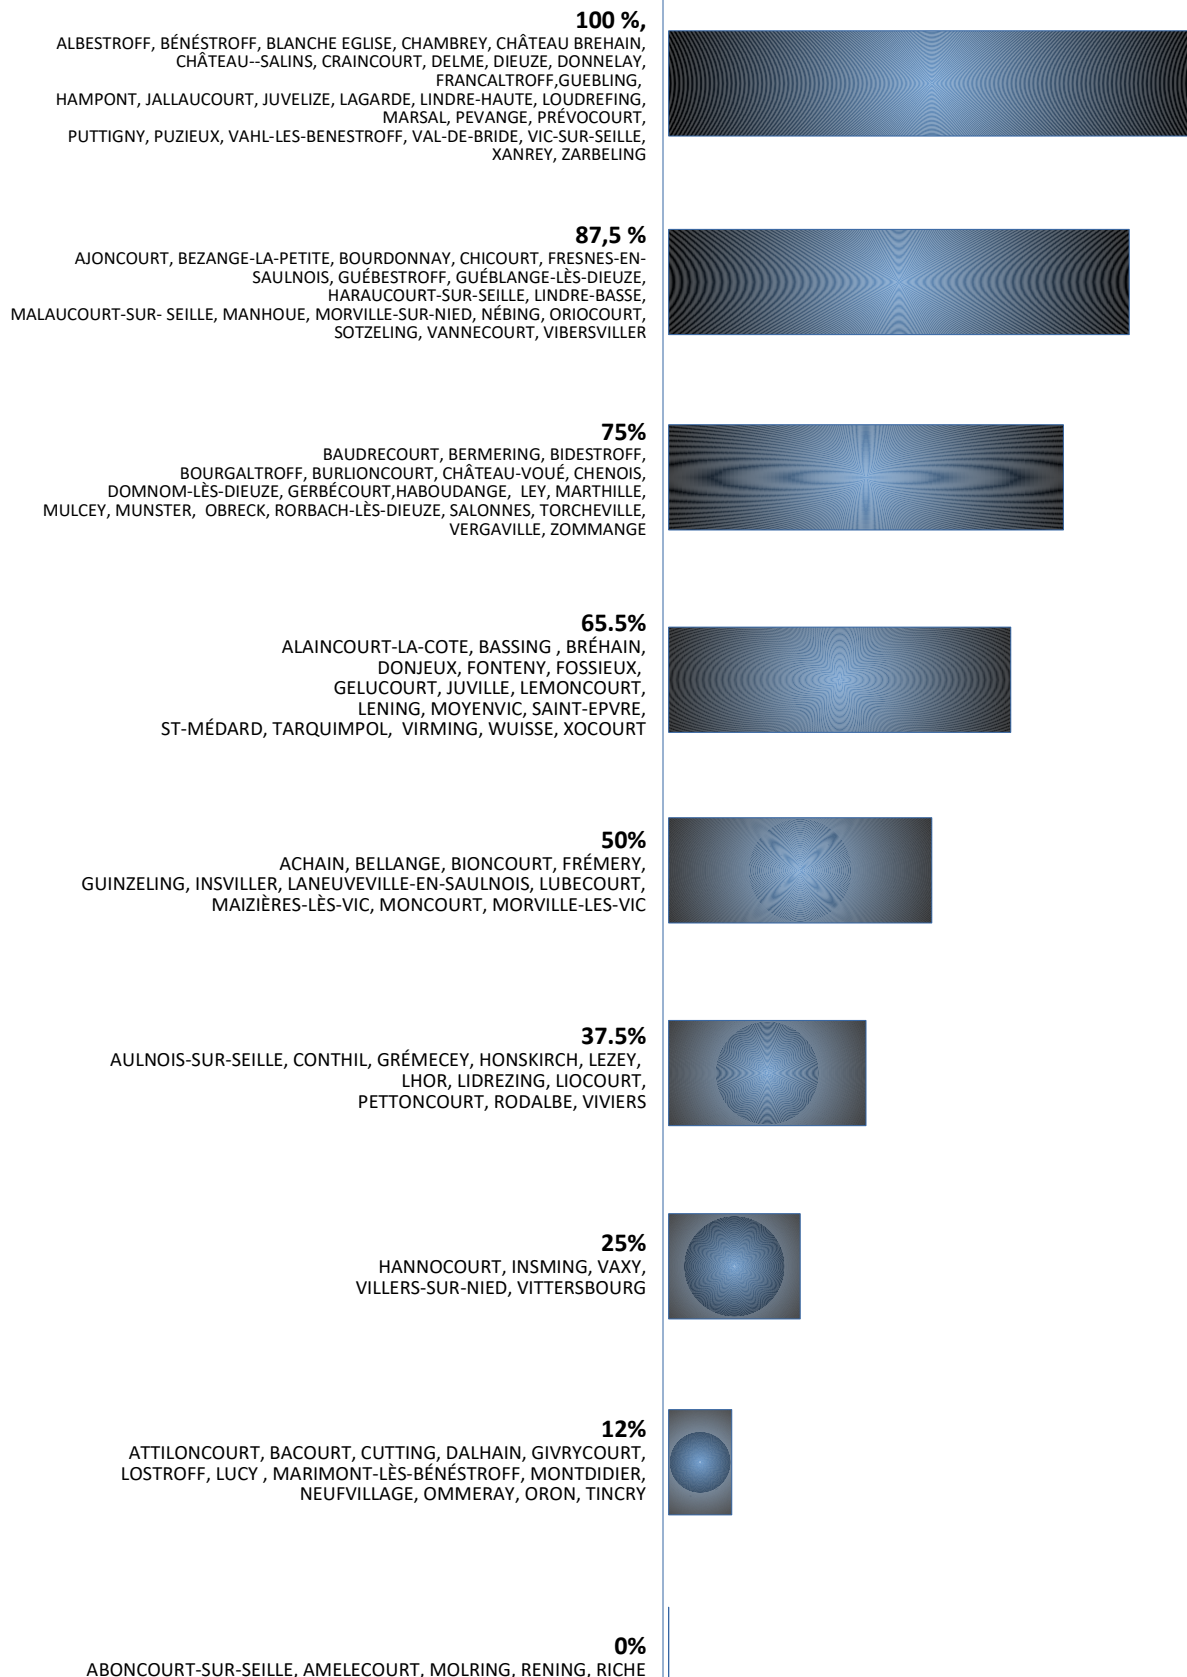 100 %,
ALBESTROFF, BÉNÉSTROFF, BLANCHE EGLISE, CHAMBREY, CHÂTEAU BREHAIN,
CHÂTEAU--SALINS, CRAINCOURT, DELME, DIEUZE, DONNELAY,
FRANCALTROFF,GUEBLING,
HAMPONT, JALLAUCOURT, JUVELIZE, LAGARDE, LINDRE-HAUTE, LOUDREFING,
MARSAL, PEVANGE, PRÉVOCOURT,
PUTTIGNY, PUZIEUX, VAHL-LES-BENESTROFF, VAL-DE-BRIDE, VIC-SUR-SEILLE,
XANREY, ZARBELING
87,5 %
AJONCOURT, BEZANGE-LA-PETITE, BOURDONNAY, CHICOURT, FRESNES-EN-
SAULNOIS, GUÉBESTROFF, GUÉBLANGE-LÈS-DIEUZE,
HARAUCOURT-SUR-SEILLE, LINDRE-BASSE,
MALAUCOURT-SUR- SEILLE, MANHOUE, MORVILLE-SUR-NIED, NÉBING, ORIOCOURT,
SOTZELING, VANNECOURT, VIBERSVILLER
75%
BAUDRECOURT, BERMERING, BIDESTROFF,
BOURGALTROFF, BURLIONCOURT, CHÂTEAU-VOUÉ, CHENOIS,
DOMNOM-LÈS-DIEUZE, GERBÉCOURT,HABOUDANGE, LEY, MARTHILLE,
MULCEY, MUNSTER, OBRECK, RORBACH-LÈS-DIEUZE, SALONNES, TORCHEVILLE,
VERGAVILLE, ZOMMANGE
65.5%
ALAINCOURT-LA-COTE, BASSING , BRÉHAIN,
DONJEUX, FONTENY, FOSSIEUX,
GELUCOURT, JUVILLE, LEMONCOURT,
LENING, MOYENVIC, SAINT-EPVRE,
ST-MÉDARD, TARQUIMPOL, VIRMING, WUISSE, XOCOURT
50%
ACHAIN, BELLANGE, BIONCOURT, FRÉMERY,
GUINZELING, INSVILLER, LANEUVEVILLE-EN-SAULNOIS, LUBECOURT,
MAIZIÈRES-LÈS-VIC, MONCOURT, MORVILLE-LES-VIC
37.5%
AULNOIS-SUR-SEILLE, CONTHIL, GRÉMECEY, HONSKIRCH, LEZEY,
LHOR, LIDREZING, LIOCOURT,
PETTONCOURT, RODALBE, VIVIERS
25%
HANNOCOURT, INSMING, VAXY,
VILLERS-SUR-NIED, VITTERSBOURG
12%
ATTILONCOURT, BACOURT, CUTTING, DALHAIN, GIVRYCOURT,
LOSTROFF, LUCY , MARIMONT-LÈS-BÉNÉSTROFF, MONTDIDIER,
NEUFVILLAGE, OMMERAY, ORON, TINCRY
0%
ABONCOURT-SUR-SEILLE, AMELECOURT, MOLRING, RENING, RICHE